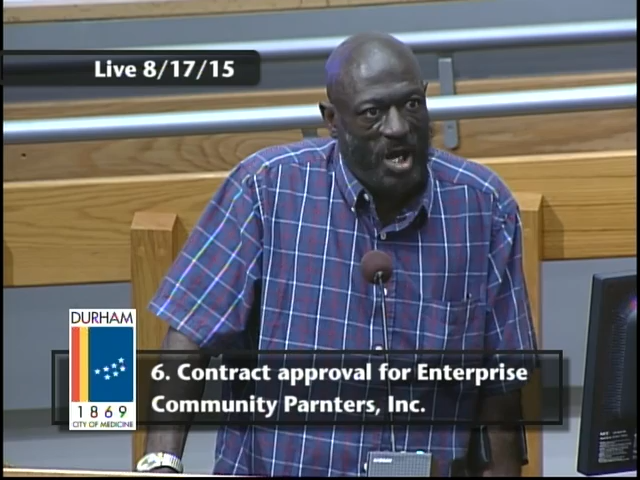 Live 8/17/15
DURHAM
1869
CITY OF MEDICINE
6. Contract approval for Enterprise
Community Parnters, Inc.